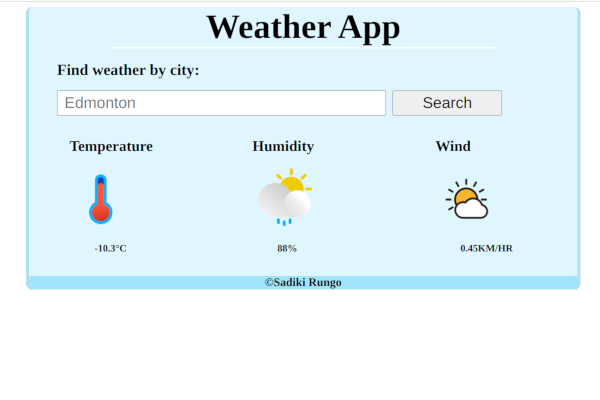 Weather App
Find weather by city:
Edmonton Search
Temperature Humidity Wind
-10.3°C 88% 0.45KM/HR
©Sadiki Rungo